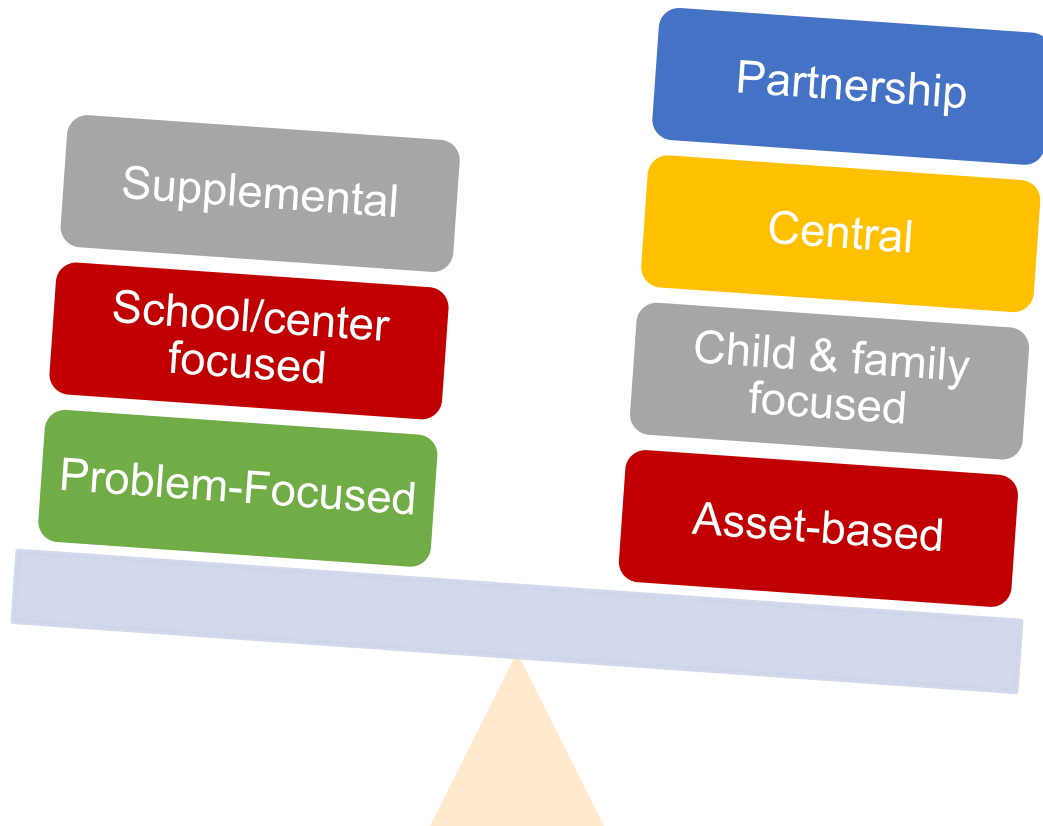 Supplemental
School/center
focused
Problem-Focused
Partnership
Central
Child & family
focused
Asset-based